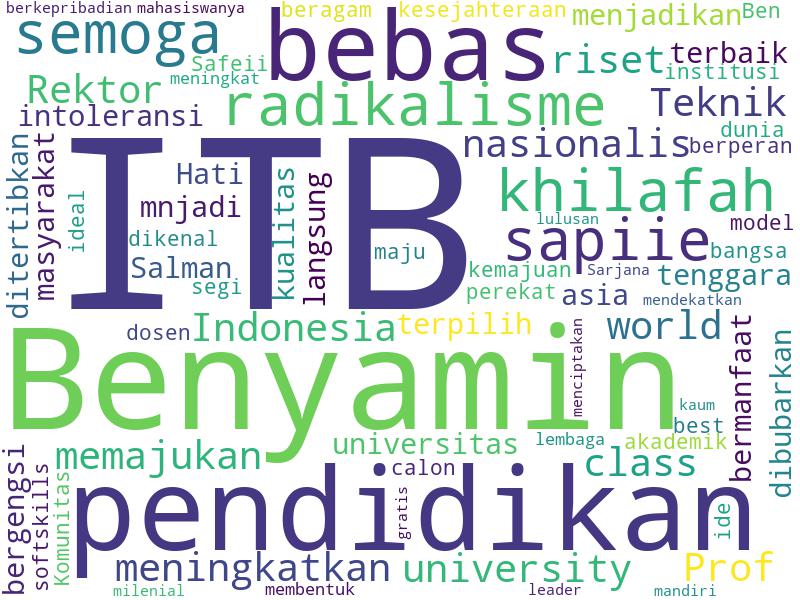 berkepribadian mahasiswanya beragam kesejahteraan menjadikan Ben
semoga bebas riset terbaik
Safeii institusi
meningkat
Rektor radikalisme Teknik
intoleransi dunia
nasionalis berperan
ITB
ditertibkan
masyarakat
ideal
Hati
kualitas
langsung
khilafah
mnjadi lulusan model
dikenal maju sapiie bangsa
Salman kemajuan Sarjana tenggara
segi perekat asia mendekatkan
dosen Indonesia terpilih world
menciptakan
bermanfaat
dibubarkan
Benyamin
kaum
best
universitas lembaga akademik
memajukan calon class
bergengsi
softskills
Komunitas
pendidikan
gratis
ide
meningkatkan university Prof
milenial membentuk leader mandiri